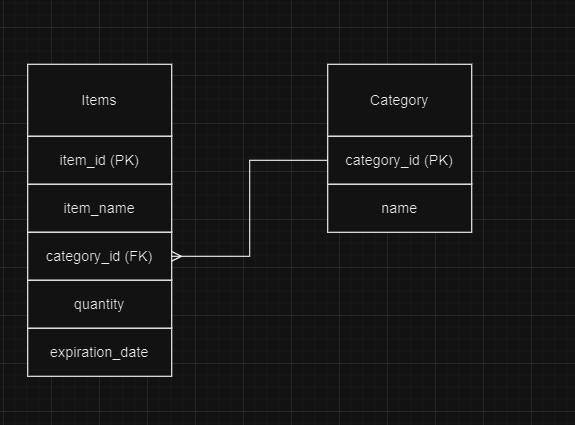 Items
item_id (PK)
item_name
category_id (FK)
quantity
expiration_date
Category
category_id (PK)
name